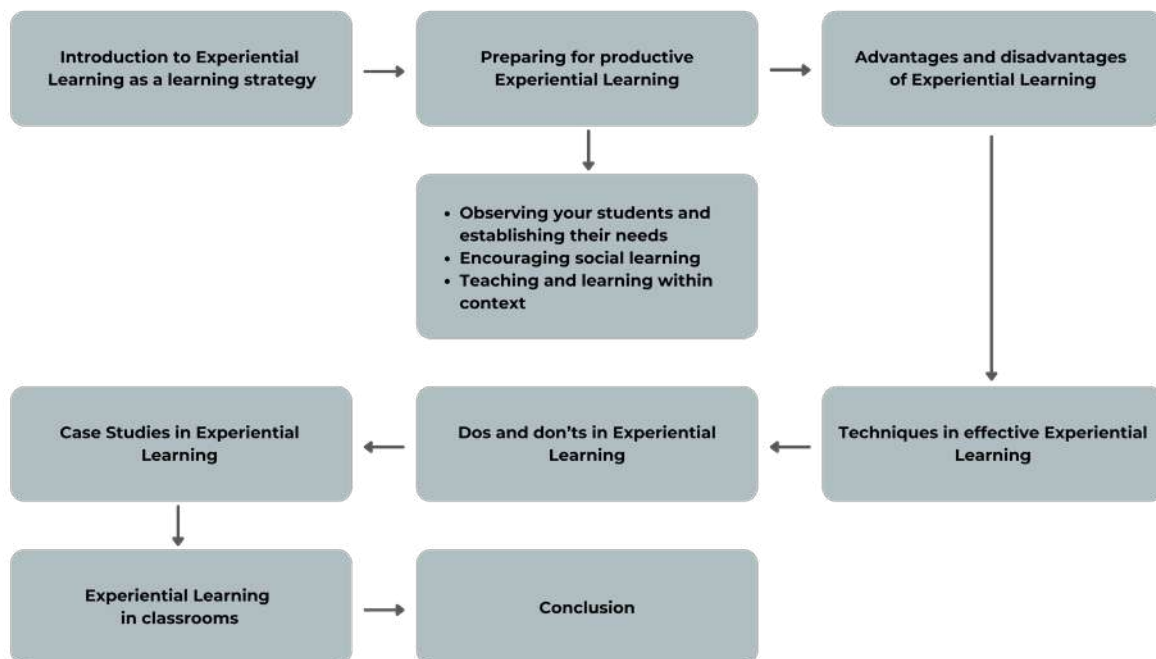 Introduction to Experiential
Learning as a learning strategy
Preparing for productive
Experiential Learning
Advantages and disadvantages
of Experiential Learning
• Observing your students and
establishing their needs
• Encouraging social learning
• Teaching and learning within
context
Techniques in effective Experiential
Learning
Dos and don’ts in Experiential
Learning
Case Studies in Experiential
Learning
Experiential Learning
in classrooms
Conclusion